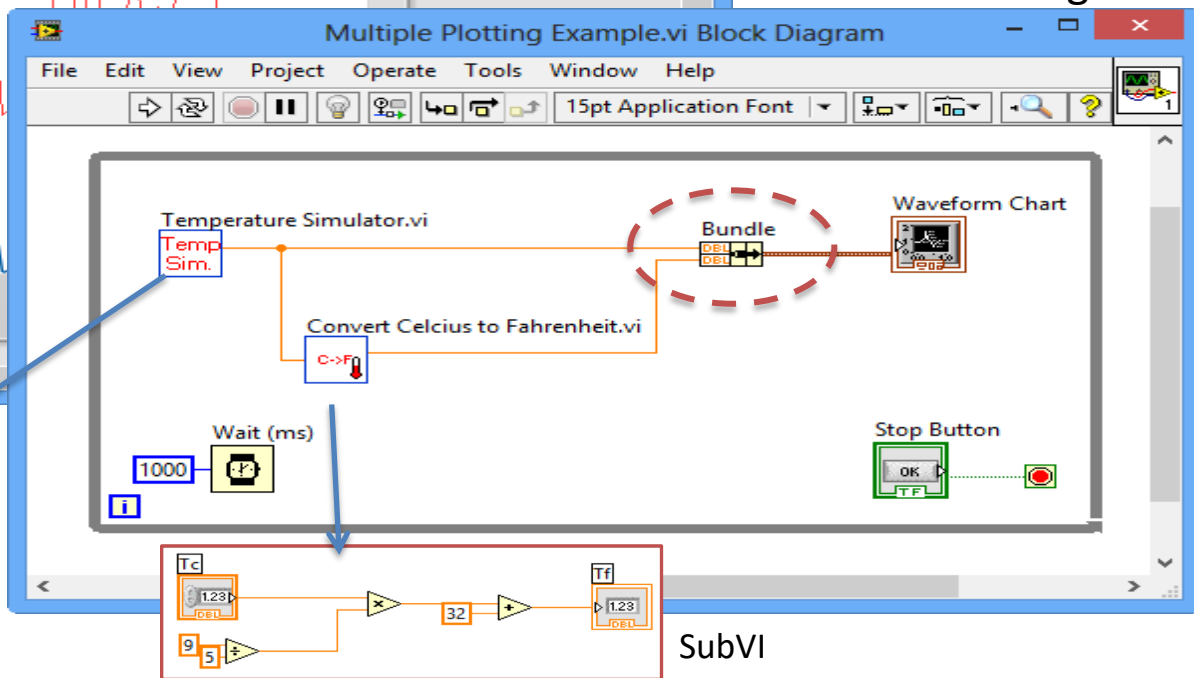 Multiple Plotting Example.vi Block Diagram
File Edit View Project Operate Tools Window Help
15pt Application Font
1
Temperature Simulator.vi
Temp
Sim.
Bundle
DBL
DBL
Waveform Chart
Convert Celcius to Fahrenheit.vi
C->F
Wait (ms)
1000
i
Stop Button
OK
TF
Tc
1.23
DBL
9
5
32
Tf
1.23
DBL
SubVI